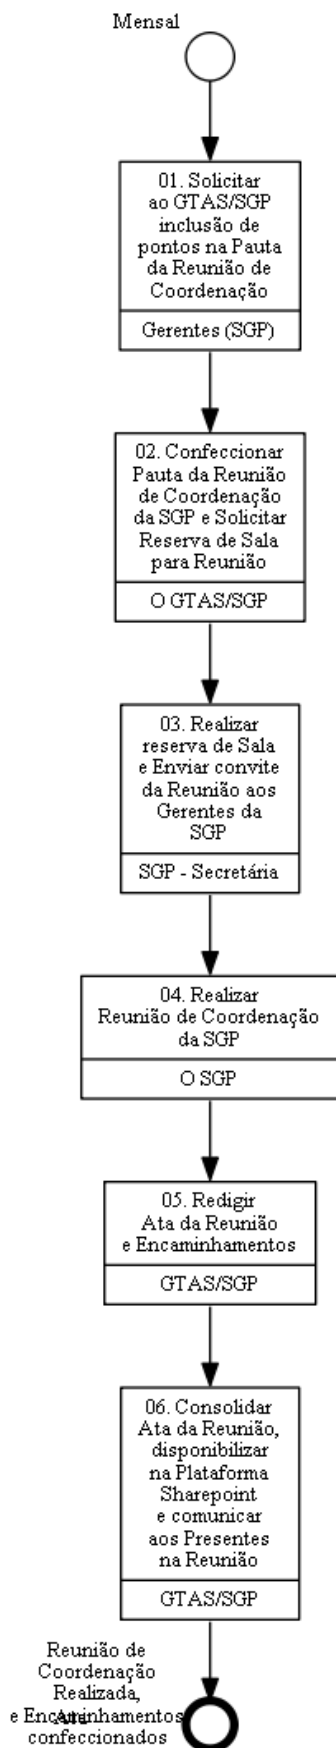 Mensal
01. Solicitar
ao GTAS/SGP
inclusão de
pontos na Pauta
da Reunião de
Coordenação
Gerentes (SGP)
02. Confeccionar
Pauta da Reunião
de Coordenação
da SGP e Solicitar
Reserva de Sala
para Reunião
O GTAS/SGP
03. Realizar
reserva de Sala
e Enviar convite
da Reunião aos
Gerentes da
SGP
SGP - Secretária
04. Realizar
Reunião de Coordenação
da SGP
O SGP
05. Redigir
Ata da Reunião
e Encaminhamentos
GTAS/SGP
06. Consolidar
Ata da Reunião,
disponibilizar
na Plataforma
Sharepoint
e comunicar
aos Presentes
na Reunião
GTAS/SGP
Reunião de
Coordenação
Realizada,
Ata
e Encaminhamentos
confeccionados